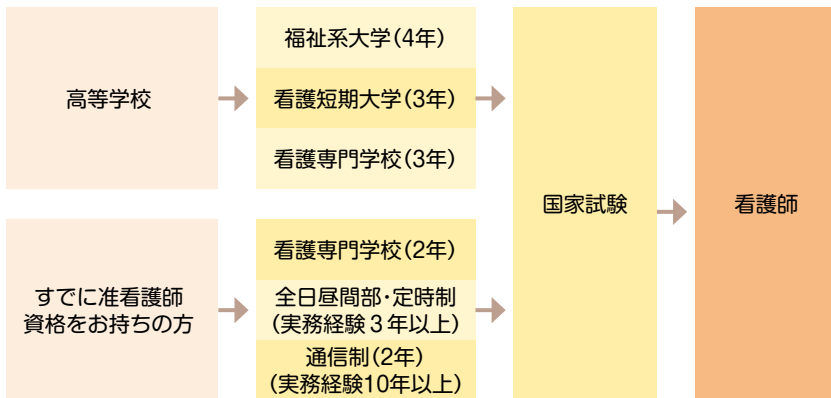 高等学校
福祉系大学(4年)
看護短期大学(3年)
看護専門学校(3年)
すでに准看護師
資格をお持ちの方
看護専門学校(2年)
全日昼間部・定時制
(実務経験3年以上)
通信制(2年)
(実務経験10年以上)
国家試験
看護師